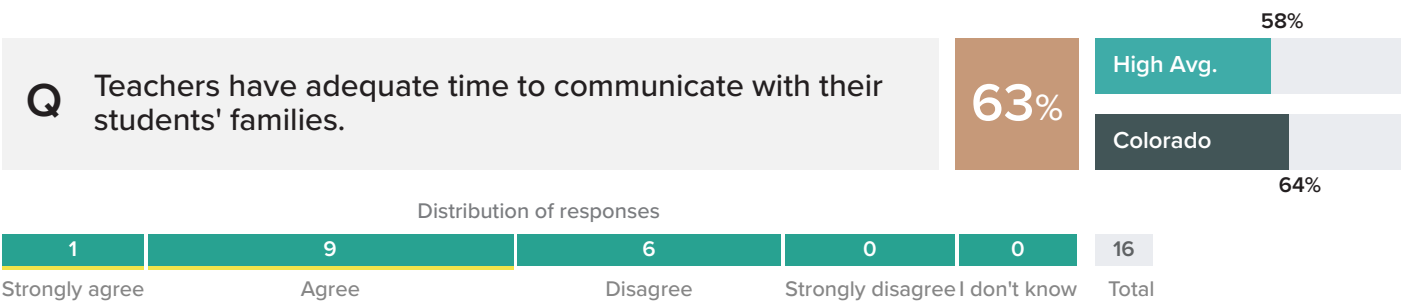 58%
Q
Teachers have adequate time to communicate with their
students' families.
63%
High Avg.
Colorado
64%
Distribution of responses
1 9 6 0 0 16
Strongly agree Agree Disagree Strongly disagree I don't know Total